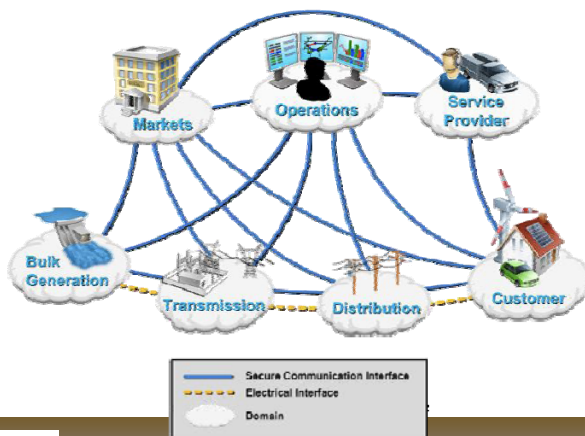 Markets
Operations
Service
Provider
Bulk
Generation
Transmission
Distribution
Customer
Secure Communication Interface
Electrical Interface
Domain